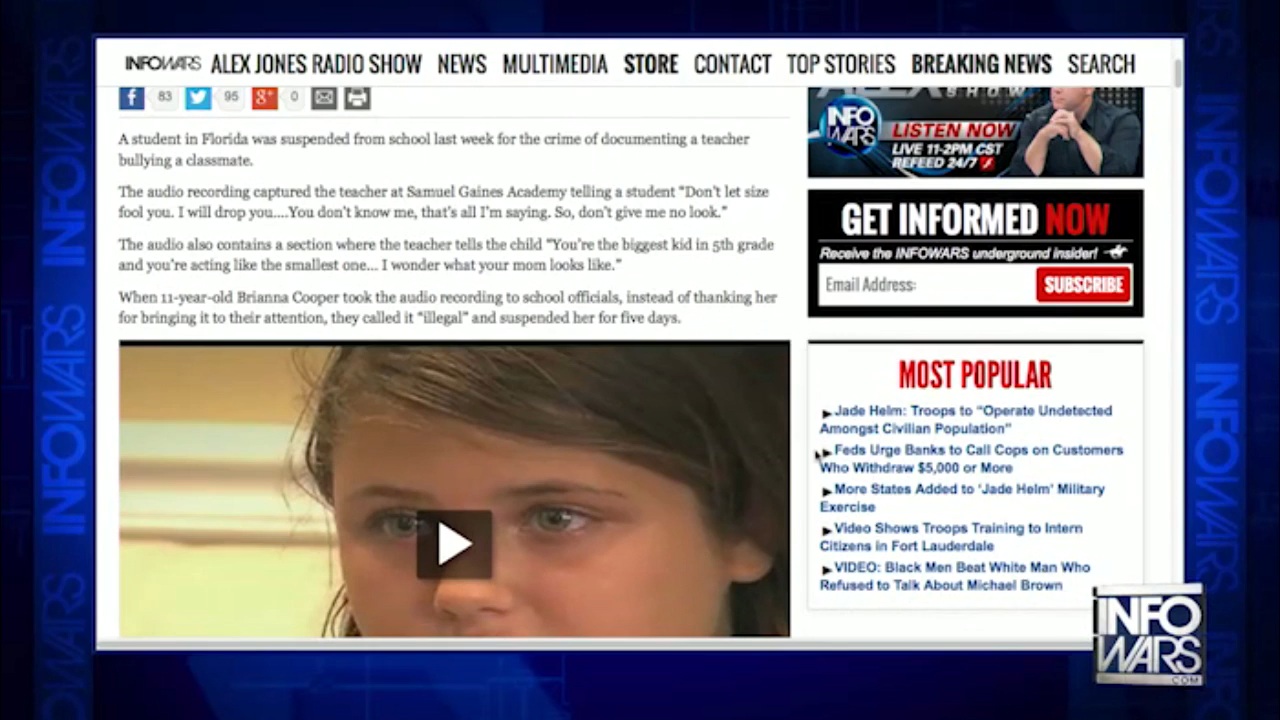 INFOWARS ALEX JONES RADIO SHOW NEWS MULTIMEDIA STORE CONTACT TOP STORIES BREAKING NEWS SEARCH
83 95 0
A student in Florida was suspended from school last week for the crime of documenting a teacher
bullying a classmate.
The audio recording captured the teacher at Samuel Gaines Academy telling a student “Don’t let size
fool you. I will drop you....You don’t know me, that’s all I’m saying. So, don’t give me no look.”
The audio also contains a section where the teacher tells the child “You’re the biggest kid in 5th grade
and you’re acting like the smallest one... I wonder what your mom looks like.”
When 11-year-old Brianna Cooper took the audio recording to school officials, instead of thanking her
for bringing it to their attention, they called it “illegal” and suspended her for five days.
SHOW
INFO
WARS
LISTEN NOW
LIVE 11-2PM CST
REFEED 24/7
GET INFORMED NOW
Receive the INFOWARS underground insider!
Email Address:
SUBSCRIBE
MOST POPULAR
Jade Helm: Troops to “Operate Undetected
Amongst Civilian Population”
Feds Urge Banks to Call Cops on Customers
Who Withdraw $5,000 or More
More States Added to ‘Jade Helm’ Military
Exercise
Video Shows Troops Training to Intern
Citizens in Fort Lauderdale
VIDEO: Black Men Beat White Man Who
Refused to Talk About Michael Brown
INFO
WARS
.COM
INFOWARS
INFOWARS
INFOWARS
INFOWARS